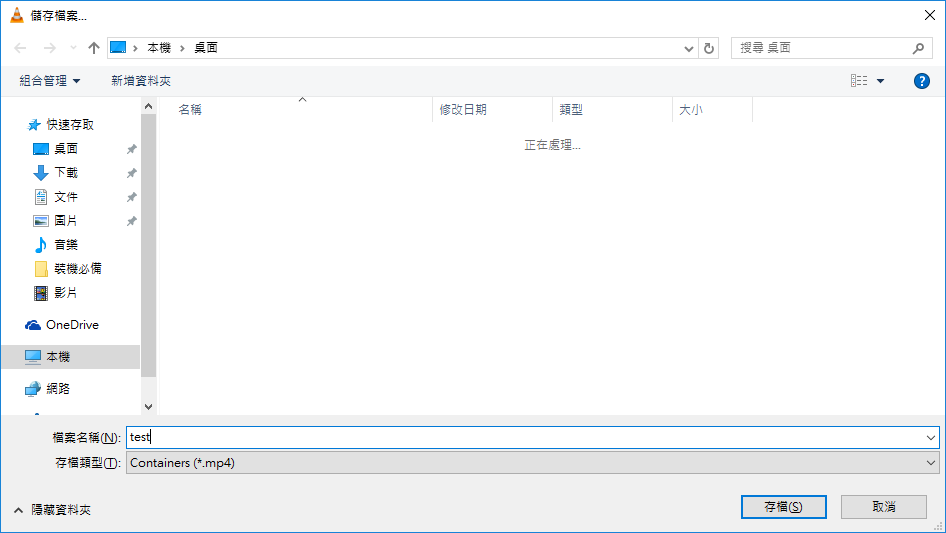 儲存檔案...
本機 桌面
搜尋 桌面
組合管理
新增資料夾
名稱 修改日期 類型 大小
正在處理...
快速存取
桌面
下載
文件
圖片
音樂
裝機必備
影片
OneDrive
本機
網路
檔案名稱(N): test
存檔類型(T): Containers (*.mp4)
隱藏資料夾
存檔(S) 取消